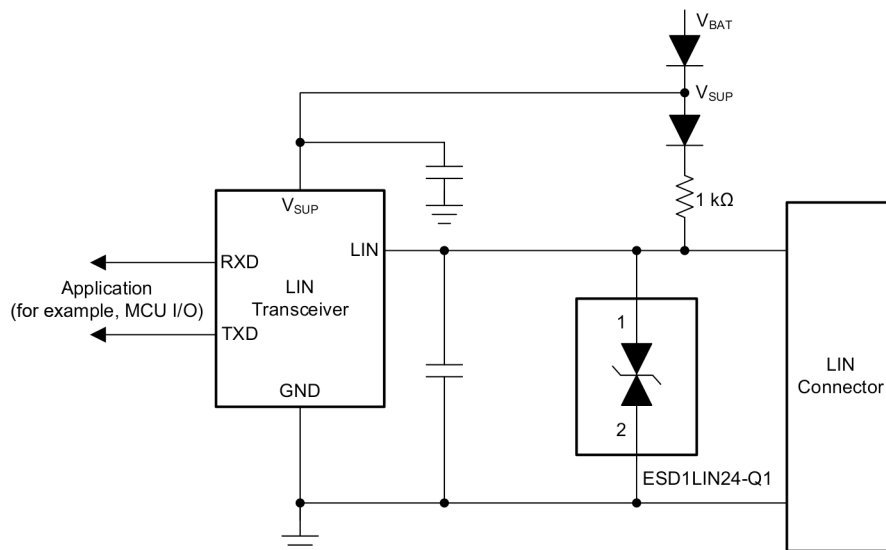 V_BAT
V_SUP
1 kΩ
V_SUP
LIN
RXD
LIN
Transceiver
Application
(for example, MCU I/O)
TXD
GND
1
2
LIN
Connector
ESD1LIN24-Q1